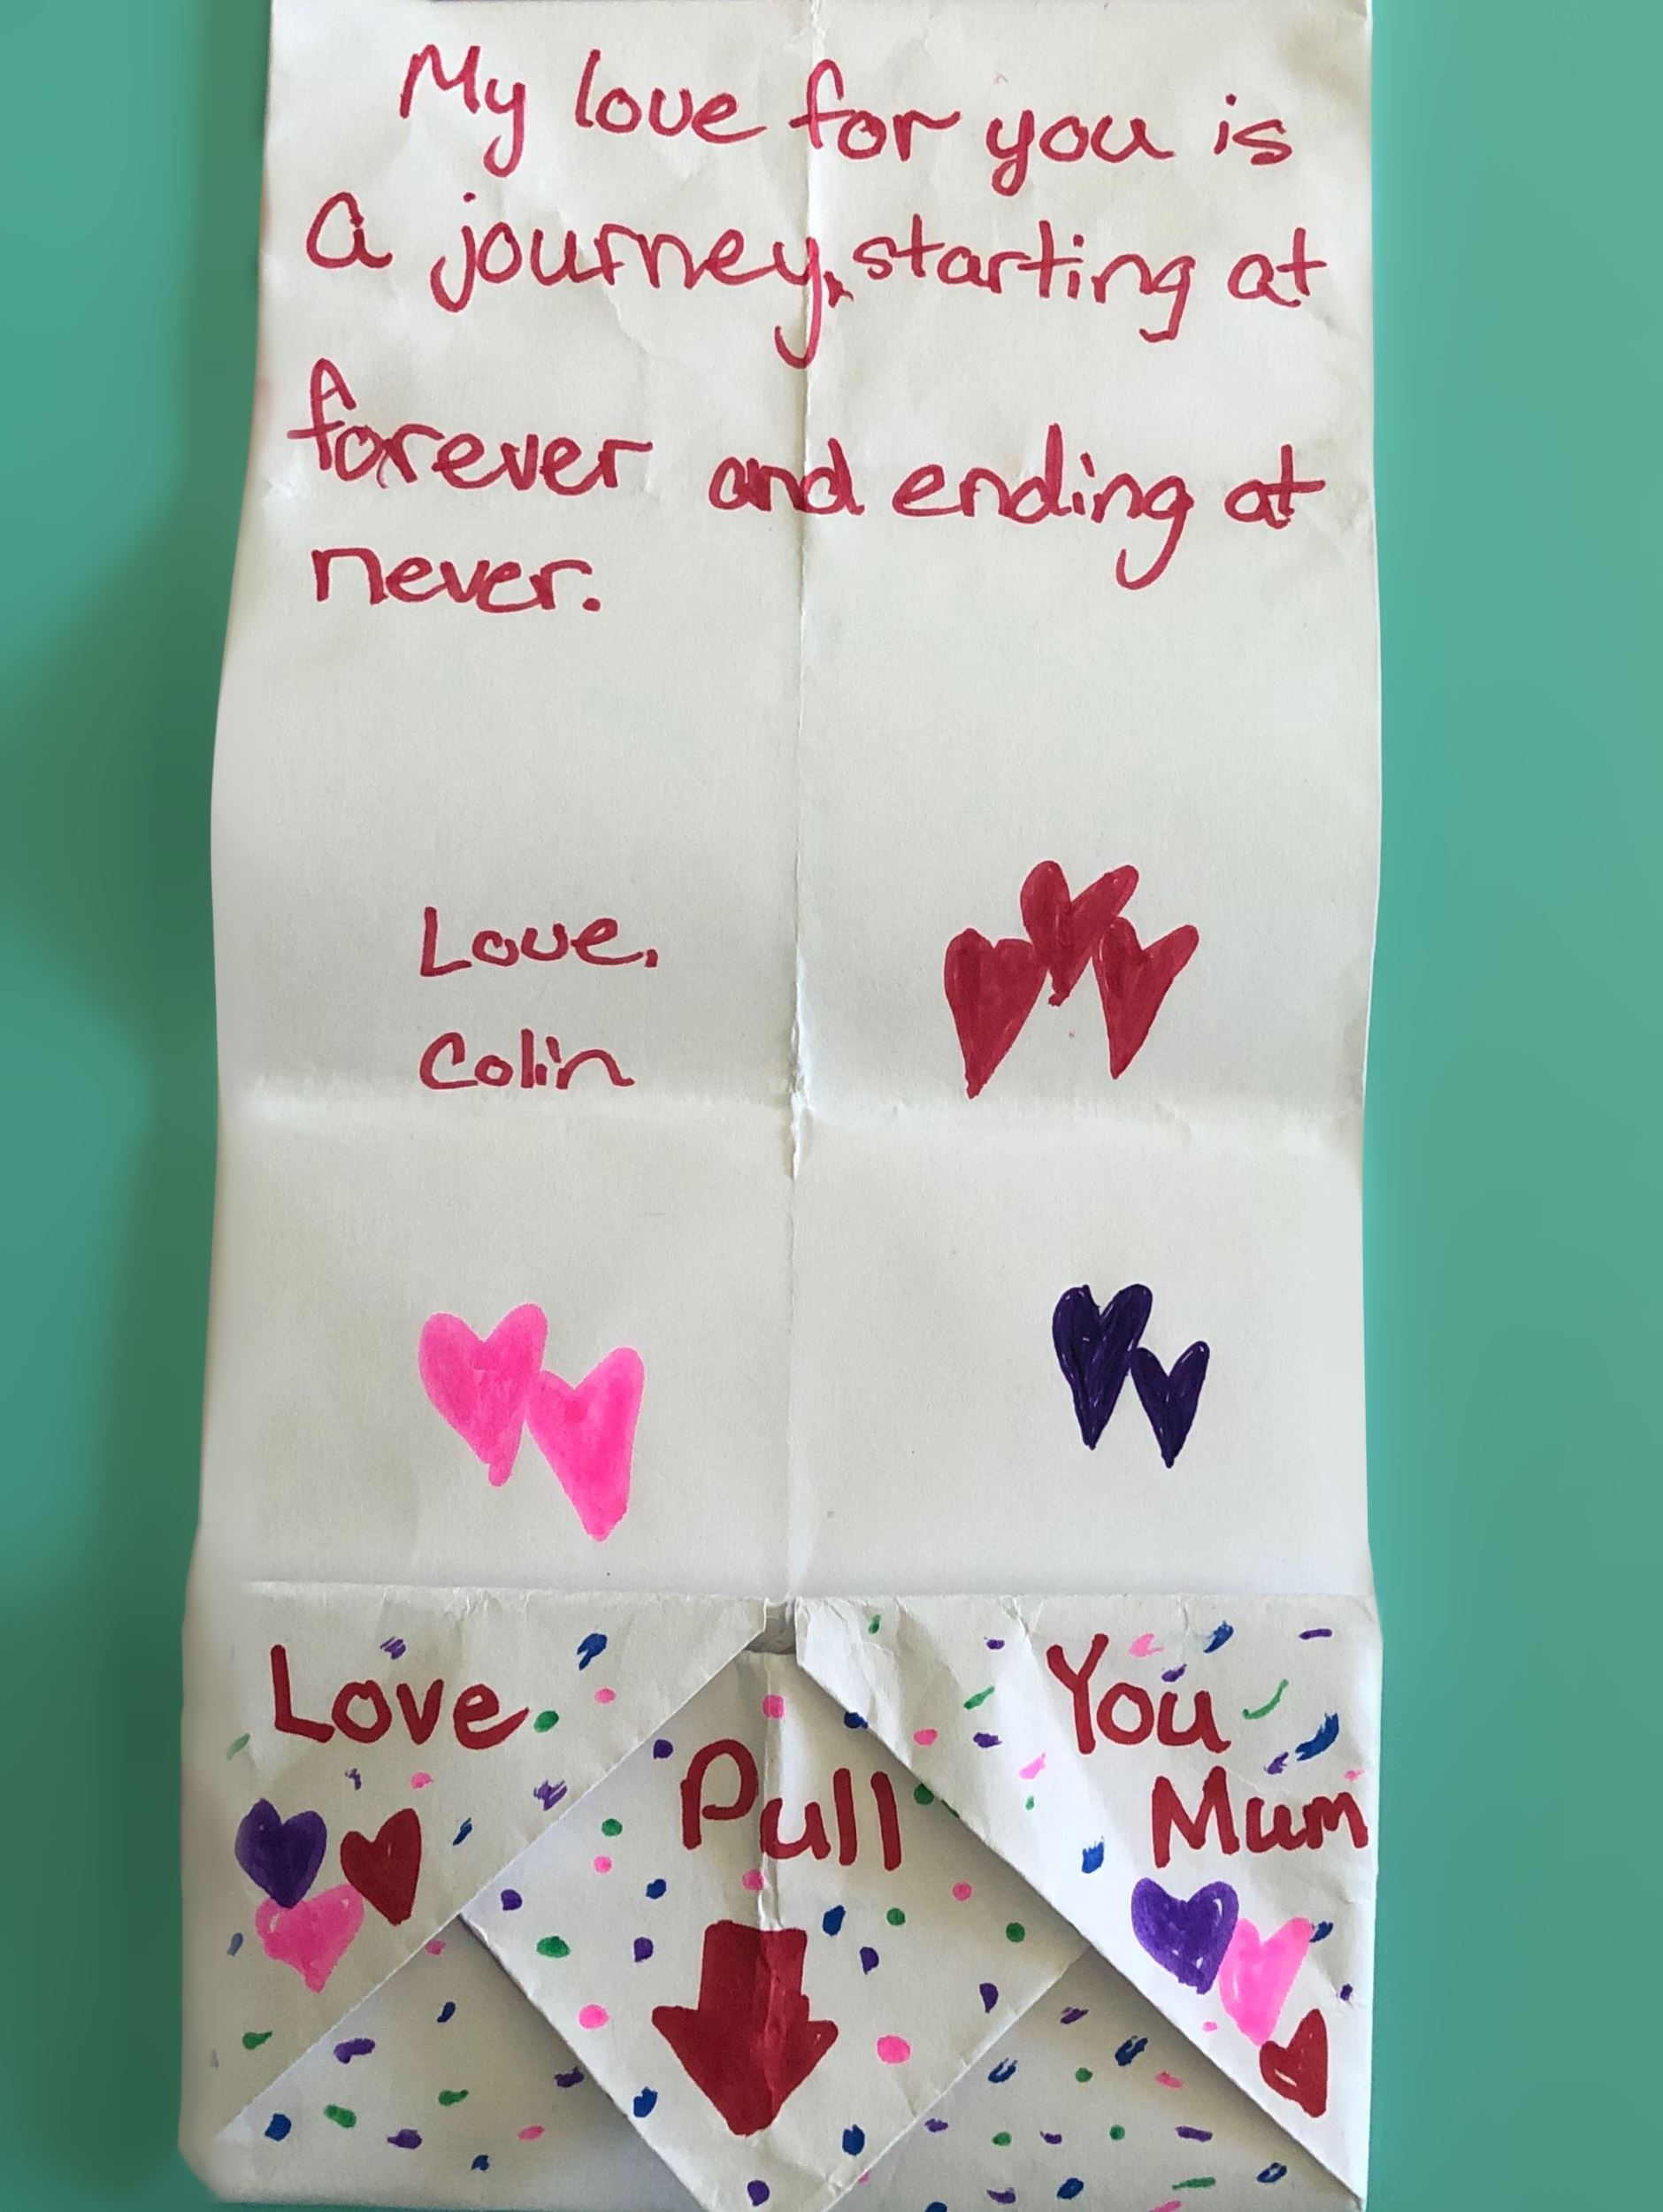 My love for you is
a journey, starting at
forever and ending at
never.
Love,
Colin
Love
You
Mum
Pull